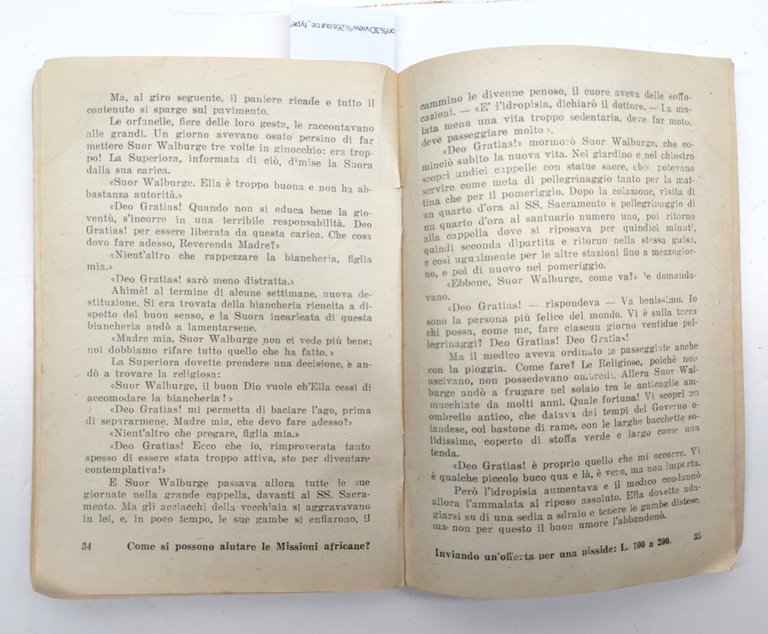 on%3Dview%26source_type
Ma, al giro seguente, il paniere ricade e tutto il
contenuto si sparge sul pavimento.
Le orfanelle, fiere delle loro gesta, le raccontavano
alle grandi. Un giorno avevano osato persino di far
mettere Suor Walburge tre volte in ginocchio: era trop-
po! La Superiora, informata di ciò, dimise la Suora
dalla sua carica.
«Suor Walburge. Ella è troppo buona e non ha ab-
bastanza autorità.»
«Deo Gratias! Quando non si educa bene la gio-
ventù, s'incorre in una terribile responsabilità. Deo
Gratias! per essere liberata da questa carica. Che cosa
devo fare adesso, Reverenda Madre?»
«Nient'altro che rappezzare la biancheria, figlia
mia.»
«Deo Gratias! sarò meno distratta.»
Ahimè! al termine di alcune settimane, nuova de-
stituzione. Si era trovata della biancheria ricucita a di-
spetto del buon senso, e la Suora incaricata di questa
biancheria andò a lamentarsene.
«Madre mia, Suor Walburge non ci vede più bene;
noi dobbiamo rifare tutto quello che ha fatto.»
La Superiora dovette prendere una decisione, e an-
dò a trovare la religiosa:
«Suor Walburge, il buon Dio vuole ch'Ella cessi di
accomodare la biancheria!»
«Deo Gratias! mi permetta di baciare l'ago, prima
di separarmene. Madre mia, che devo fare adesso?»
«Nient'altro che pregare, figlia mia.»
«Deo Gratias! Ecco che io, rimproverata tanto
spesso di essere stata troppo attiva, sto per diventare
contemplativa!»
E Suor Walburge passava allora tutte le sue
giornate nella grande cappella, davanti al SS. Sacra-
mento. Ma gli acciacchi della vecchiaia si aggravavano
in lei, e, in poco tempo, le sue gambe si enfiarono, il
34 Come si possono aiutare le Missioni africane?
cammino le divenne penoso, il cuore aveva delle soffo-
cazioni. — «E' l'idropisia, dichiarò il dottore. — La ma-
lata mena una vita troppo sedentaria, deve far moto,
deve passeggiare molto».
«Deo Gratias!» mormorò Suor Walburge, che co-
minciò subito la nuova vita. Nel giardino e nel chiostro
scoprì undici cappelle con statue sacre, che potevano
servire come meta di pellegrinaggio tanto per la mat-
tina che per il pomeriggio. Dopo la colazione, visita di
un quarto d'ora al SS. Sacramento e pellegrinaggio di
un quarto d'ora al santuario numero uno, poi ritorno
alla cappella dove si riposava per quindici minuti,
quindi seconda dipartita e ritorno nella stessa guisa,
e così ugualmente per le altre stazioni fino a mezzogior-
no, e poi di nuovo nel pomeriggio.
«Ebbene, Suor Walburge, come va?» le domanda-
vano.
«Deo Gratias! — rispondeva — Va benissimo. Io
sono la persona più felice del mondo. Vi è sulla terra
chi possa, come me, fare ciascun giorno ventidue pel-
legrinaggi? Deo Gratias! Deo Gratias!»
Ma il medico aveva ordinato le passeggiate anche
con la pioggia. Come fare? Le Religiose, poichè non
uscivano, non possedevano ombrelli. Allora Suor Wal-
burge andò a frugare nel solaio tra le anticaglie am-
mucchiate da molti anni. Quale fortuna! Vi scoprì un
ombrello antico, che datava dai tempi del Governo o-
landese, col bastone di rame, con le larghe bacchette so-
lidissime, coperto di stoffa verde e largo come una
tenda.
«Deo Gratias! è proprio quello che mi occorre. Vi
è qualche piccolo buco qua e là, è vero, ma non importa.
Però l'idropisia aumentava e il medico condannò
allora l'ammalata al riposo assoluto. Ella dovette ada-
giarsi su di una sedia a sdraio e tenere le gambe distese,
ma non per questo il buon umore l'abbandonò.
Inviando un'offerta per una pisside: L. 100 a 200. 35